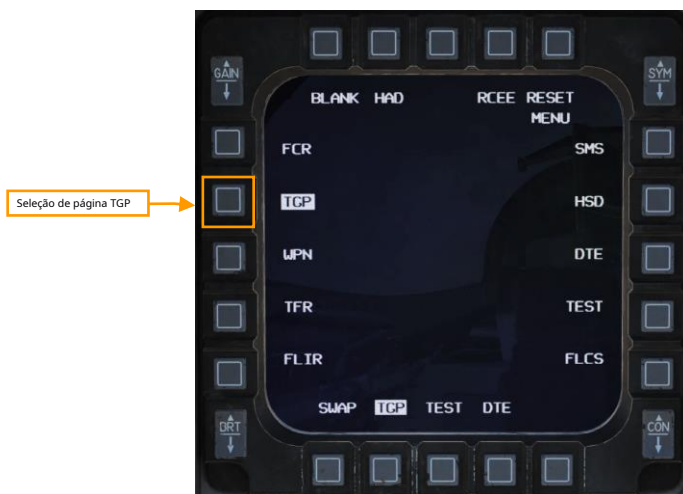 GAIN
SYM
BLANK HAD RCEE RESET
MENU
FCR SMS
Seleção de página TGP
TGP HSD
WPN DTE
TFR TEST
FLIR FLCS
SWAP TGP TEST DTE
BRT
CON